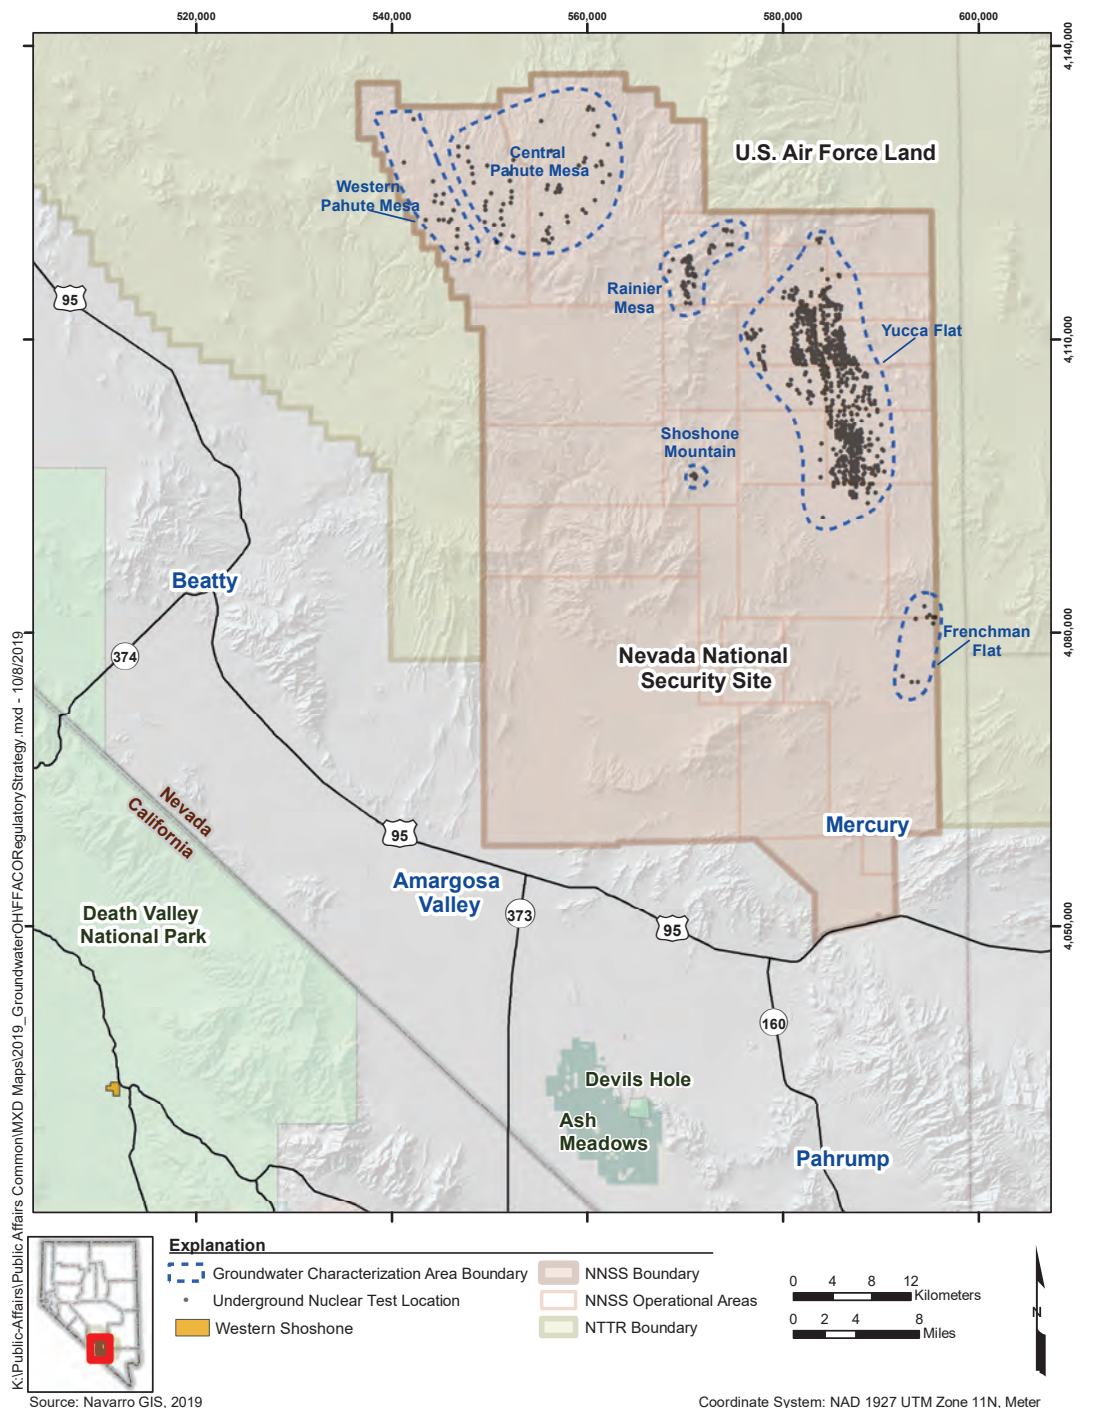 520,000
540,000
560,000
580,000
600,000
4,140,000
4,110,000
4,080,000
4,050,000
U.S. Air Force Land
Central
Pahute Mesa
Western
Pahute Mesa
Rainier
Mesa
Yucca Flat
95
Shoshone
Mountain
Beatty
374
Frenchman
Flat
Nevada National
Security Site
Nevada
California
Mercury
95
Amargosa
Valley
373
95
Death Valley
National Park
160
Devils Hole
Ash
Meadows
Pahrump
K:\Public-Affairs\Public Affairs Common\MXD Maps\2019_GroundwaterOH\FFACORegulatoryStrategy.mxd - 10/8/2019
Explanation
Groundwater Characterization Area Boundary
Underground Nuclear Test Location
Western Shoshone
NNSS Boundary
NNSS Operational Areas
NTTR Boundary
0 4 8 12
Kilometers
0 2 4 8
Miles
N
Source: Navarro GIS, 2019
Coordinate System: NAD 1927 UTM Zone 11N, Meter